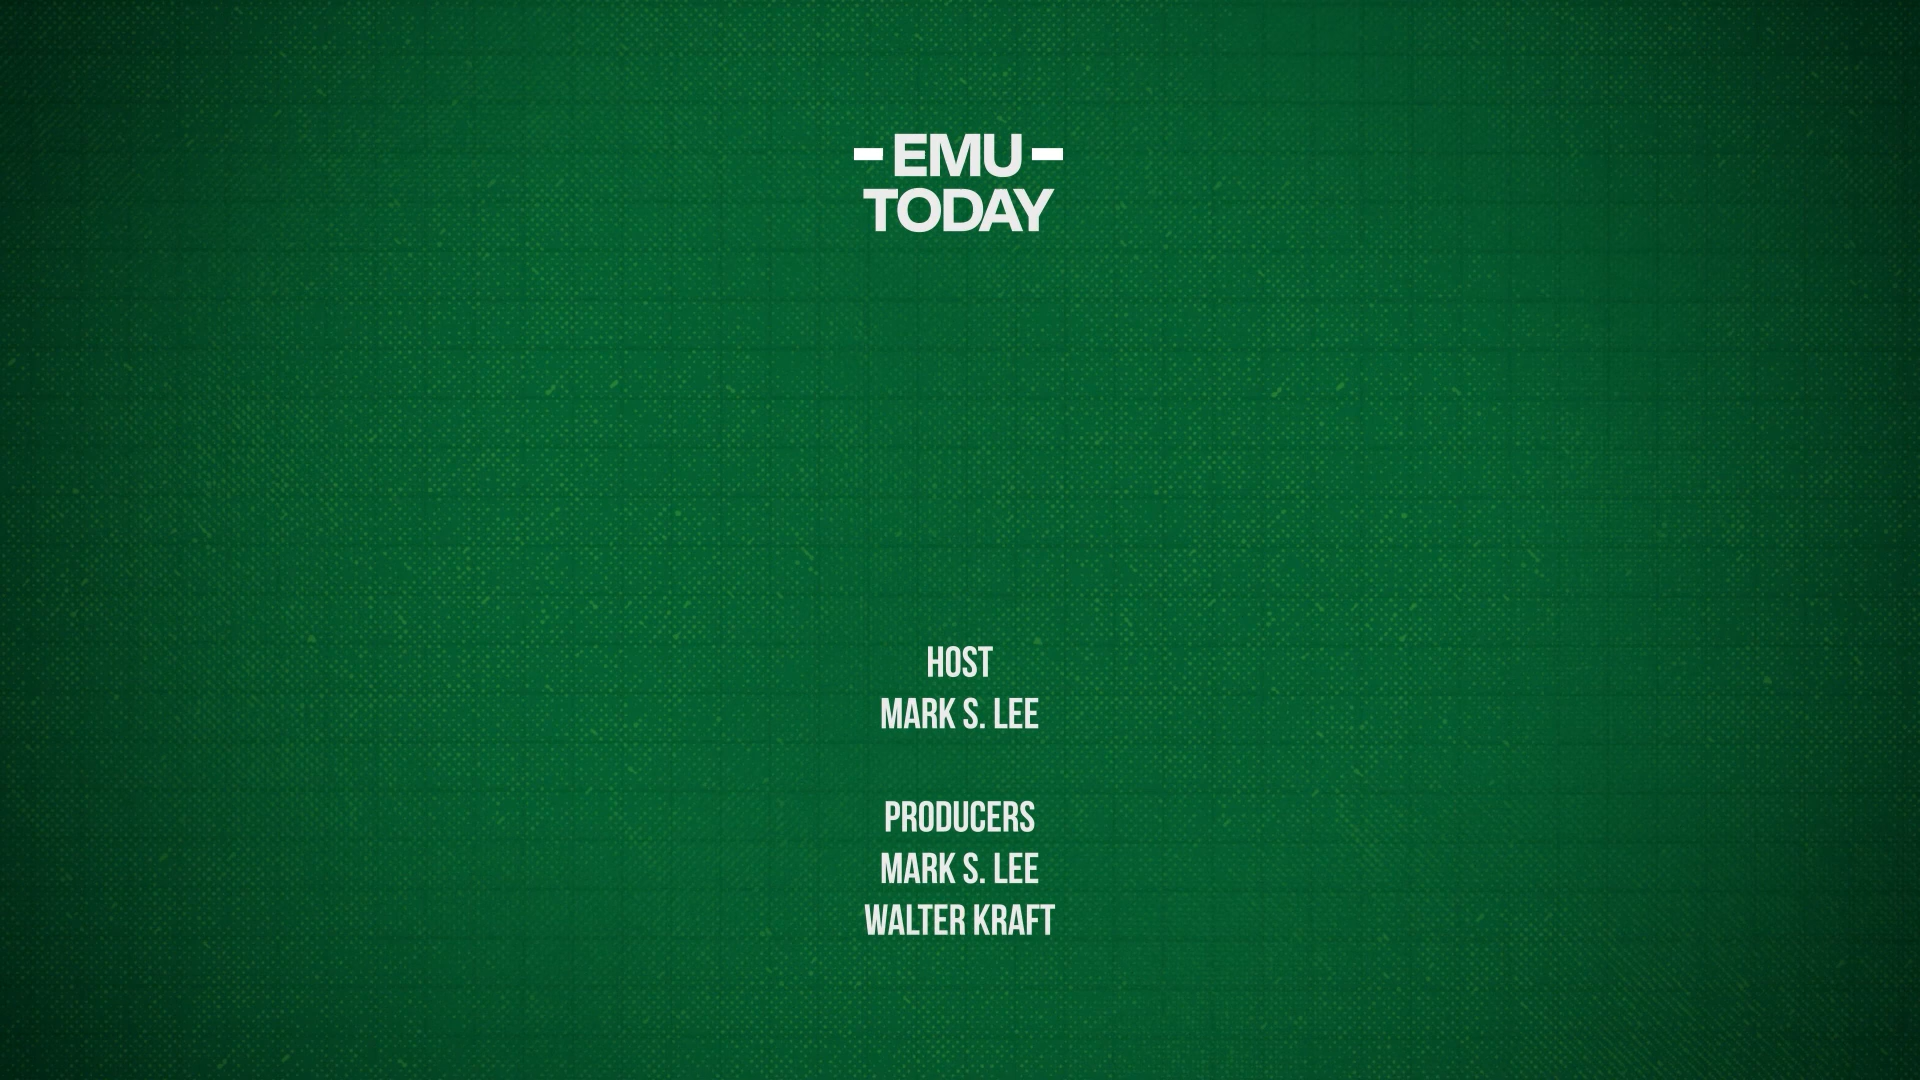 EMU
TODAY
HOST
MARK S. LEE
PRODUCERS
MARK S. LEE
WALTER KRAFT